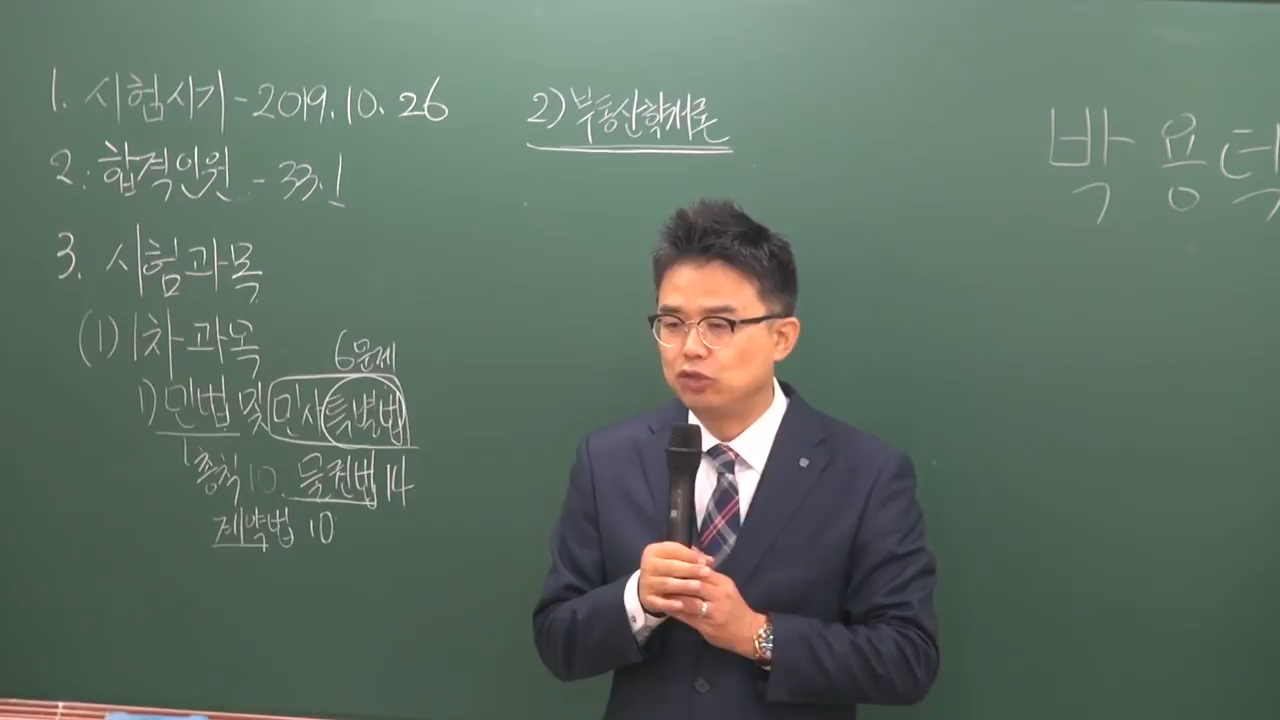 1. 시험시기 - 2019.10.26
2. 합격인원 - 33.1
3. 시험과목
(1) 1차과목
6문제
1) 민법 및 민사특별법
총칙 10. 물권법 14
계약법 10
2) 부동산학개론
박용택